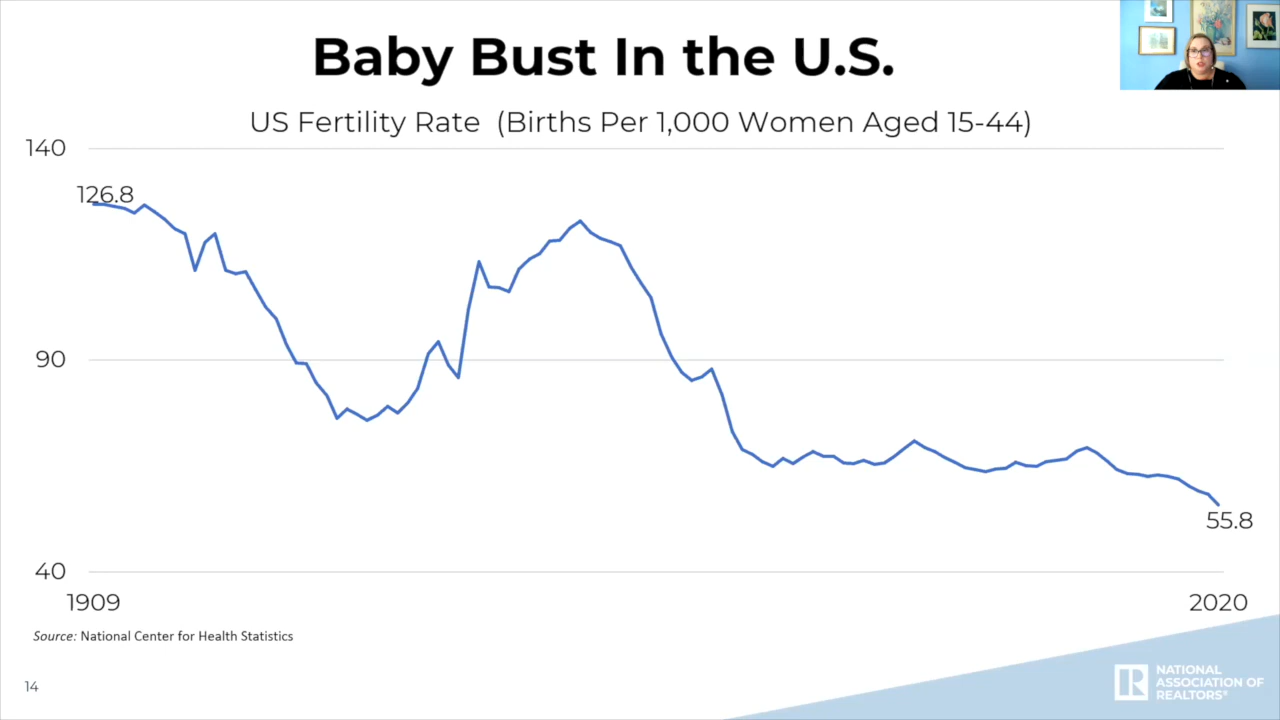 Baby Bust In the U.S.
US Fertility Rate (Births Per 1,000 Women Aged 15-44)
140
126.8
90
55.8
40
1909
2020
Source: National Center for Health Statistics
14
NATIONAL
ASSOCIATION OF
REALTORS®